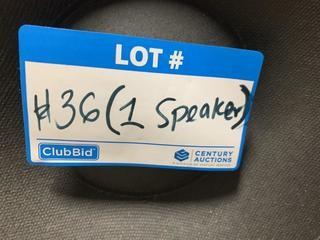 LOT #
#36 (1 Speaker)
ClubBid
CENTURY
AUCTIONS